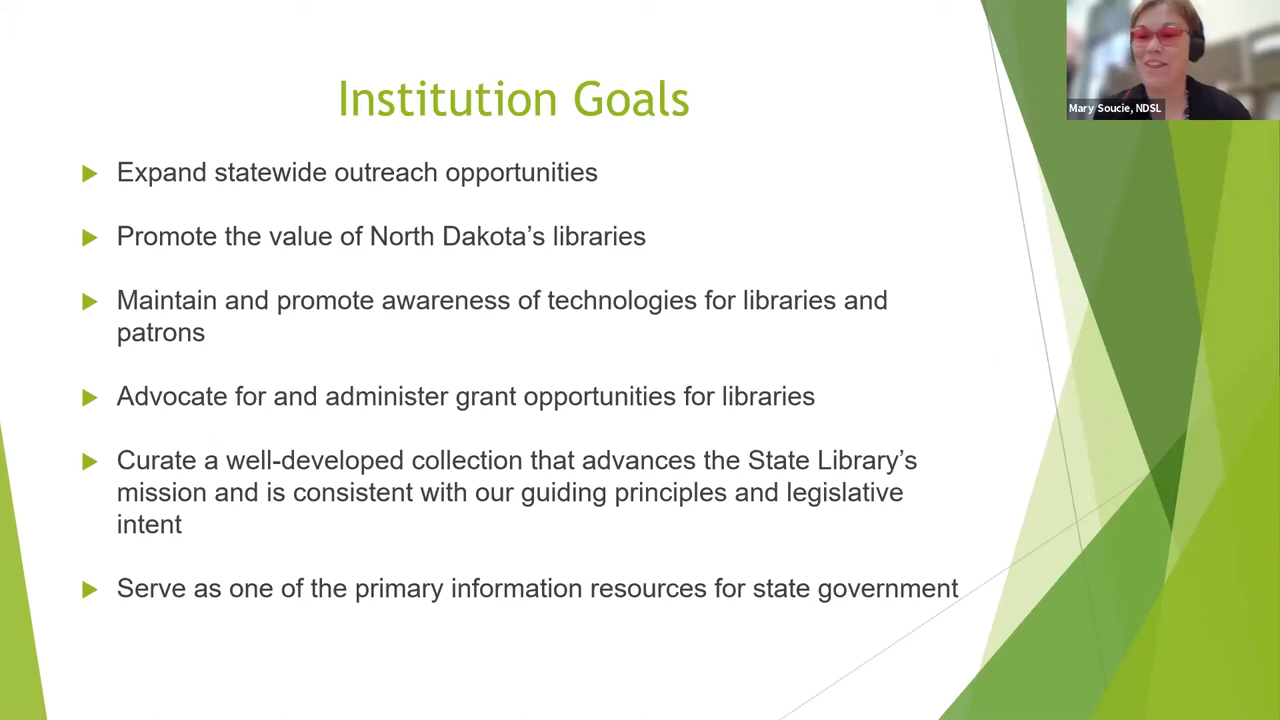 Institution Goals
Mary Soucie, NDSL
Expand statewide outreach opportunities
Promote the value of North Dakota’s libraries
Maintain and promote awareness of technologies for libraries and
patrons
Advocate for and administer grant opportunities for libraries
Curate a well-developed collection that advances the State Library’s
mission and is consistent with our guiding principles and legislative
intent
Serve as one of the primary information resources for state government